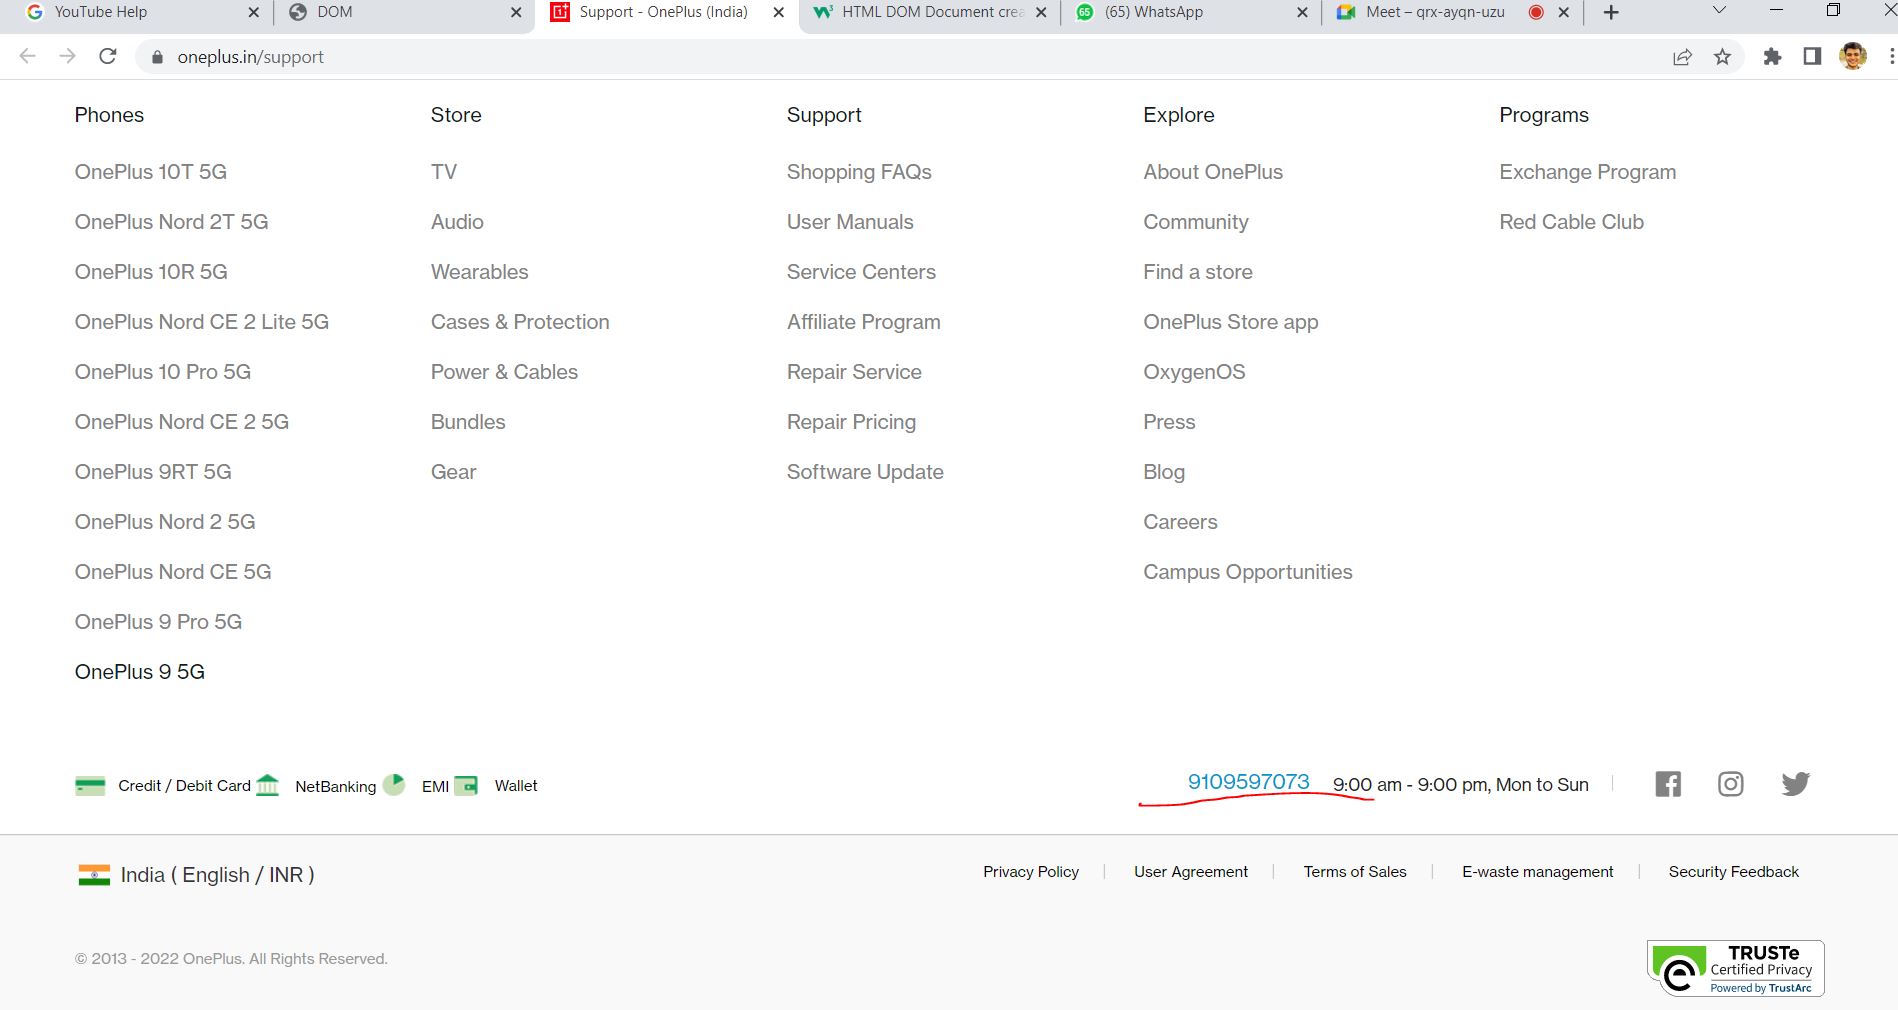 YouTube Help
DOM
Support - OnePlus (India)
HTML DOM Document crea
65
(65) WhatsApp
Meet – qrx-ayqn-uzu
oneplus.in/support
Phones
OnePlus 10T 5G
OnePlus Nord 2T 5G
OnePlus 10R 5G
OnePlus Nord CE 2 Lite 5G
OnePlus 10 Pro 5G
OnePlus Nord CE 2 5G
OnePlus 9RT 5G
OnePlus Nord 2 5G
OnePlus Nord CE 5G
OnePlus 9 Pro 5G
OnePlus 9 5G
Store
TV
Audio
Wearables
Cases & Protection
Power & Cables
Bundles
Gear
Support
Shopping FAQs
User Manuals
Service Centers
Affiliate Program
Repair Service
Repair Pricing
Software Update
Explore
About OnePlus
Community
Find a store
OnePlus Store app
OxygenOS
Press
Blog
Careers
Campus Opportunities
Programs
Exchange Program
Red Cable Club
Credit / Debit Card
NetBanking
EMI
Wallet
9109597073
9:00 am - 9:00 pm, Mon to Sun
India ( English / INR )
Privacy Policy
User Agreement
Terms of Sales
E-waste management
Security Feedback
© 2013 - 2022 OnePlus. All Rights Reserved.
TRUSTe
Certified Privacy
Powered by TrustArc